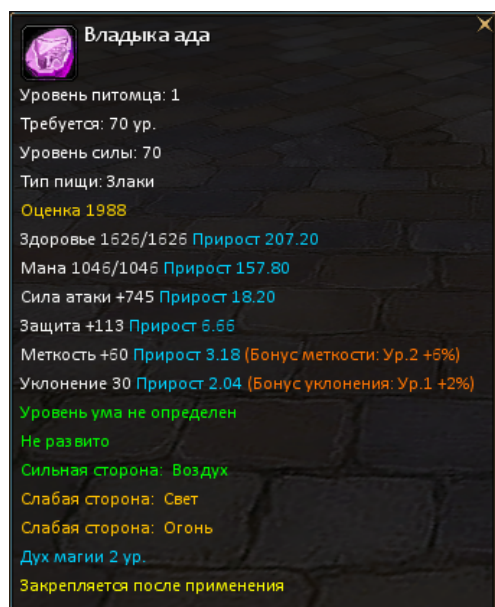 Владыка ада
Уровень питомца: 1
Требуется: 70 ур.
Уровень силы: 70
Тип пищи: Злаки
Оценка 1988
Здоровье 1626/1626 Прирост 207.20
Мана 1046/1046 Прирост 157.80
Сила атаки +745 Прирост 18.20
Защита +113 Прирост 6.66
Меткость +60 Прирост 3.18 (Бонус меткости: Ур.2 +6%)
Уклонение 30 Прирост 2.04 (Бонус уклонения: Ур.1 +2%)
Уровень ума не определен
Не развито
Сильная сторона: Воздух
Слабая сторона: Свет
Слабая сторона: Огонь
Дух магии 2 ур.
Закрепляется после применения